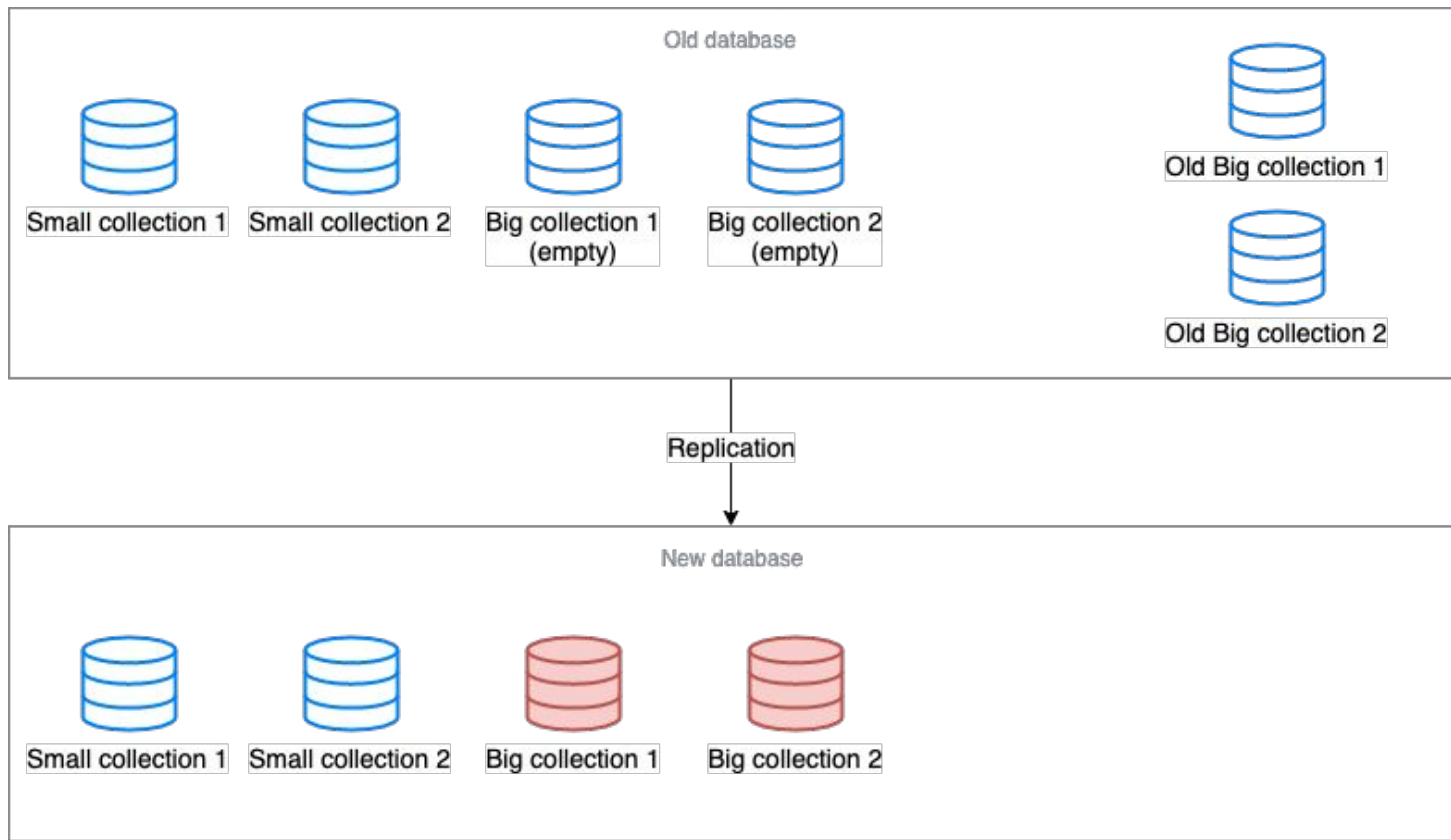 Old database
Small collection 1
Small collection 2
Big collection 1
(empty)
Big collection 2
(empty)
Old Big collection 1
Old Big collection 2
Replication
New database
Small collection 1
Small collection 2
Big collection 1
Big collection 2